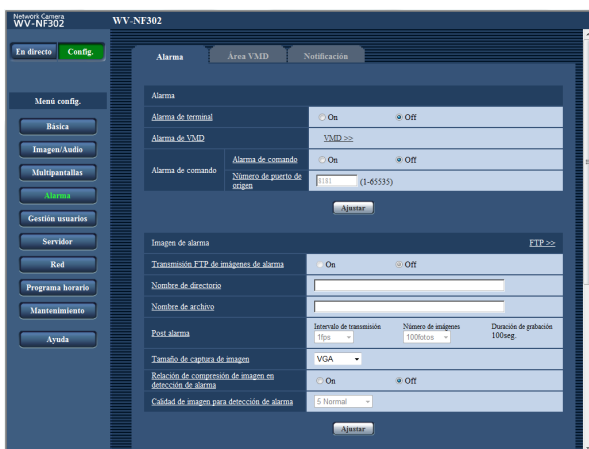 Network Camera
WV-NF302
WV-NF302
En directo Config.
Alarma Área VMD Notificación
Menú config.
Básica
Imagen/Audio
Multipantallas
Alarma
Gestión usuarios
Servidor
Red
Programa horario
Mantenimiento
Ayuda
Alarma
Alarma de terminal On Off
Alarma de VMD VMD >>
Alarma de comando Alarma de comando On Off
Número de puerto de origen 8181 (1-65535)
Ajustar
Imagen de alarma FTP >>
Transmisión FTP de imágenes de alarma On Off
Nombre de directorio
Nombre de archivo
Post alarma Intervalo de transmisión Número de imágenes Duración de grabación
1fps 100fotos 100seg.
Tamaño de captura de imagen VGA
Relación de compresión de imagen en detección de alarma On Off
Calidad de imagen para detección de alarma 5 Normal
Ajustar